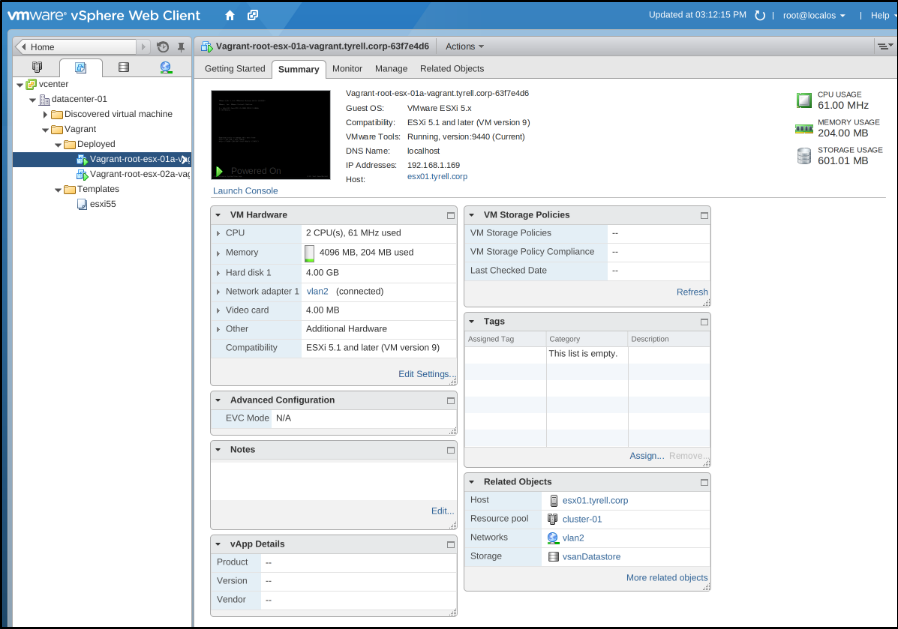 vmware® vSphere Web Client
Updated at 03:12:15 PM
root@localos
Help
Home
Vagrant-root-esx-01a-vagrant.tyrell.corp-63f7e4d6
Actions
Getting Started Summary Monitor Manage Related Objects
vcenter
datacenter-01
Discovered virtual machine
Vagrant
Deployed
Vagrant-root-esx-01a-vag
Vagrant-root-esx-02a-vag
Templates
esxi55
Powered On
Launch Console
Vagrant-root-esx-01a-vagrant.tyrell.corp-63f7e4d6
Guest OS: VMware ESXi 5.x
Compatibility: ESXi 5.1 and later (VM version 9)
VMware Tools: Running, version:9440 (Current)
DNS Name: localhost
IP Addresses: 192.168.1.169
Host: esx01.tyrell.corp
CPU USAGE
61.00 MHz
MEMORY USAGE
204.00 MB
STORAGE USAGE
601.01 MB
VM Hardware
CPU 2 CPU(s), 61 MHz used
Memory 4096 MB, 204 MB used
Hard disk 1 4.00 GB
Network adapter 1 vlan2 (connected)
Video card 4.00 MB
Other Additional Hardware
Compatibility ESXi 5.1 and later (VM version 9)
Edit Settings...
Advanced Configuration
EVC Mode N/A
Notes
Edit...
vApp Details
Product --
Version --
Vendor --
VM Storage Policies
VM Storage Policies --
VM Storage Policy Compliance --
Last Checked Date --
Refresh
Tags
Assigned Tag Category Description
This list is empty.
Assign... Remove...
Related Objects
Host esx01.tyrell.corp
Resource pool cluster-01
Networks vlan2
Storage vsanDatastore
More related objects